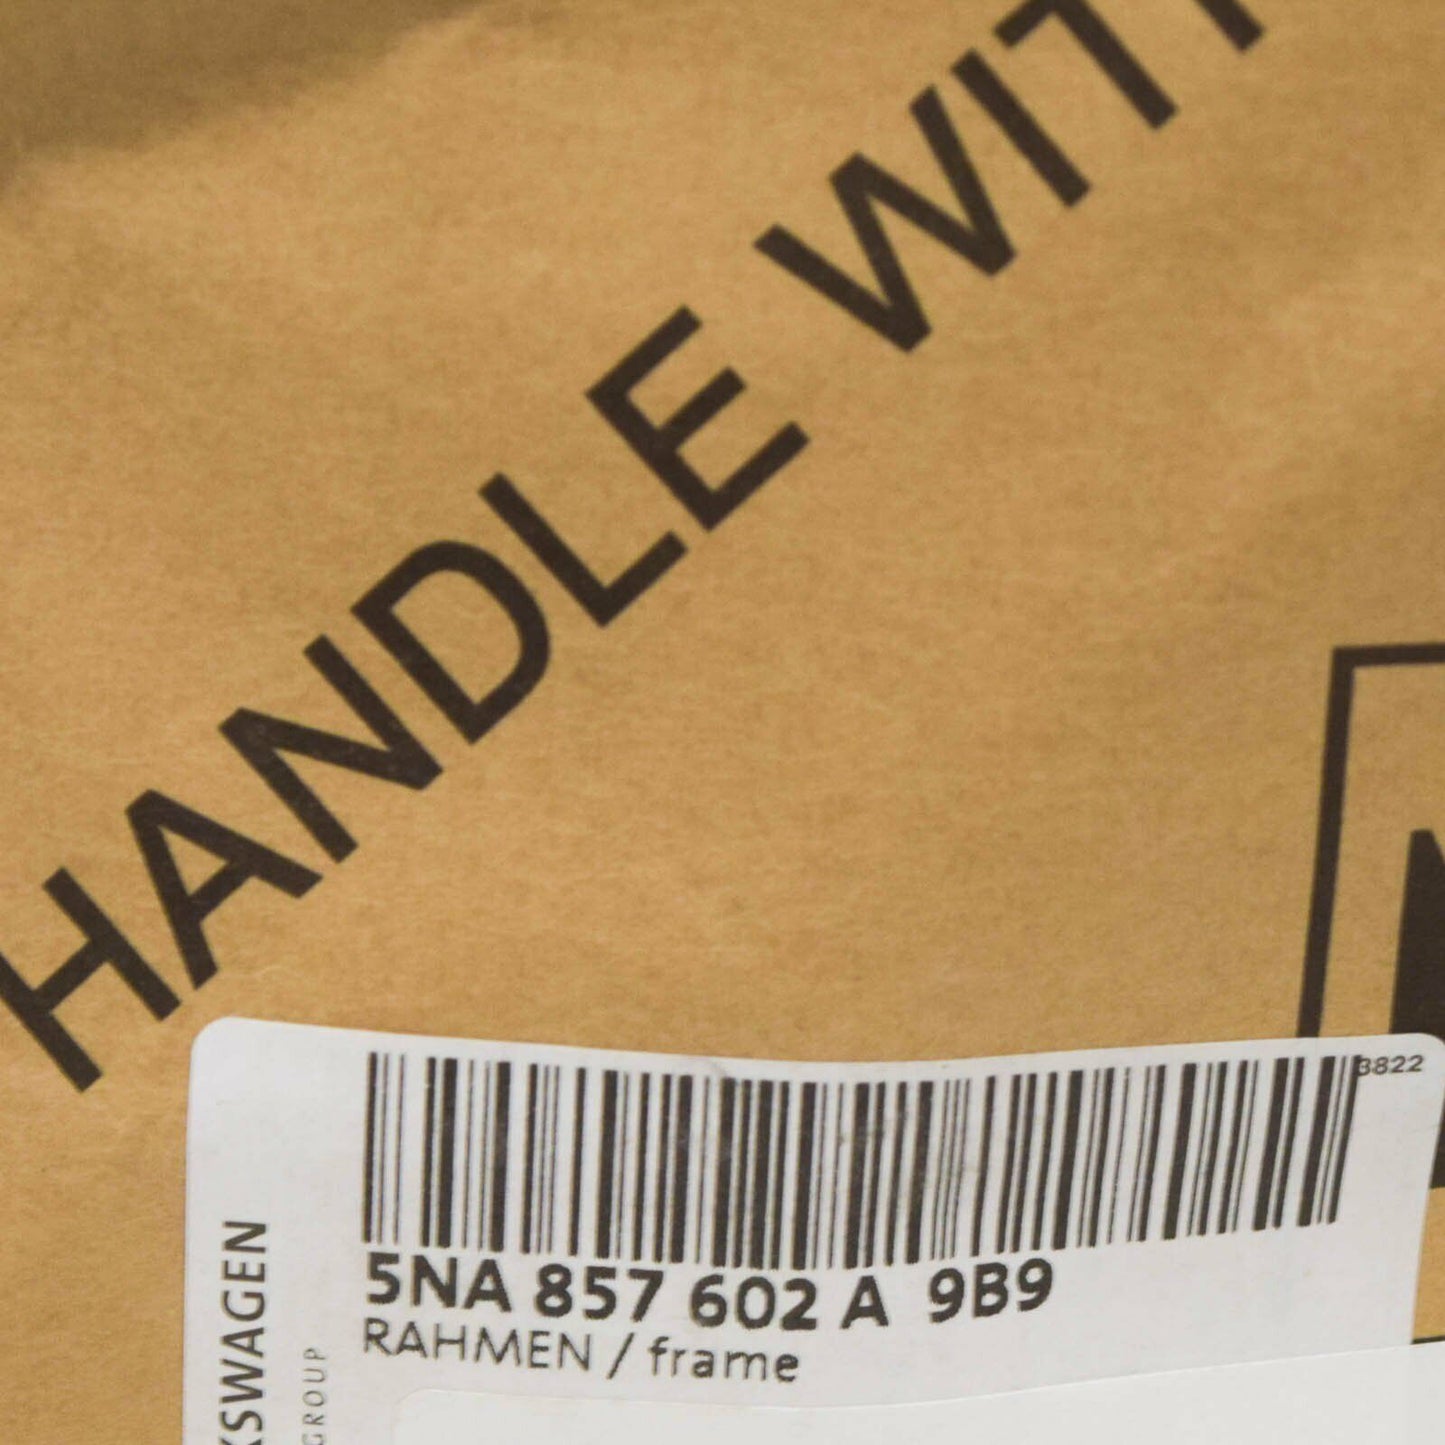 HANDLE WIT
3822
5NA 857 602 A 9B9
RAHMEN / frame
KSWAGEN
GROUP